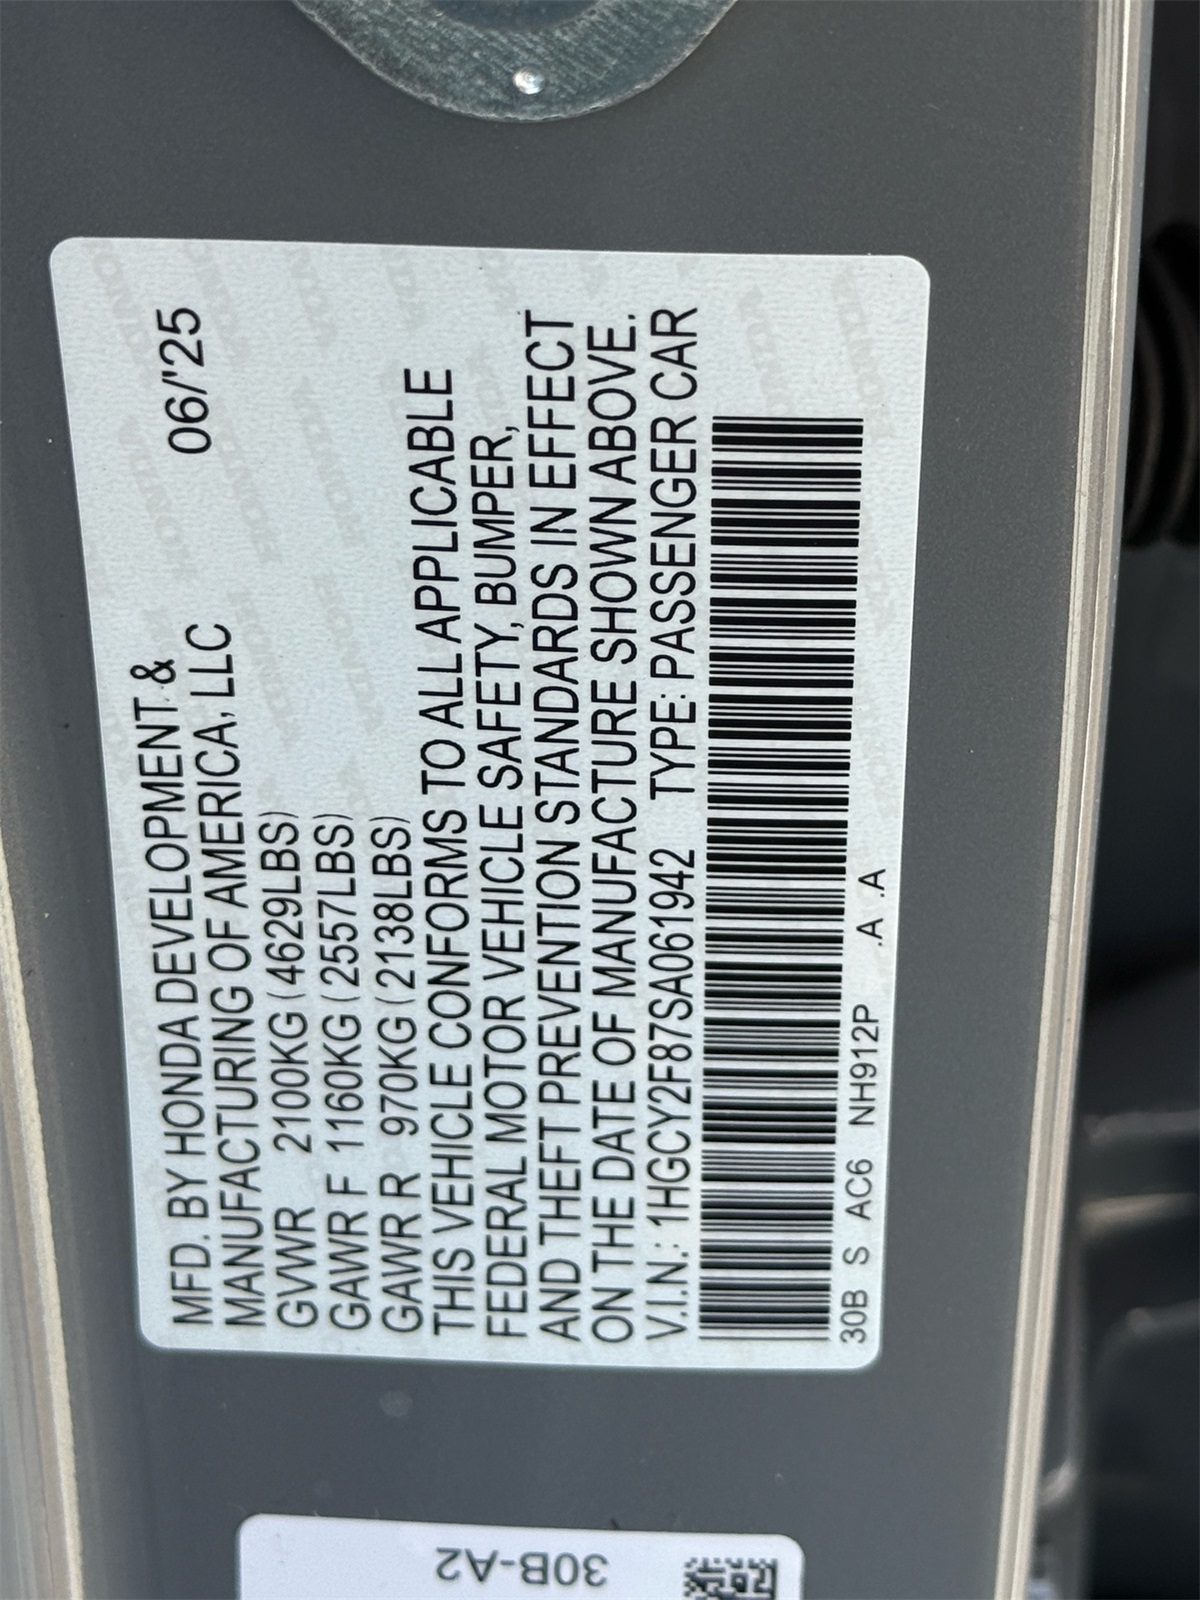 MFD. BY HONDA DEVELOPMENT &
MANUFACTURING OF AMERICA, LLC 06/'25
GVWR 2100KG (4629LBS)
GAWR F 1160KG (2557LBS)
GAWR R 970KG (2138LBS)
THIS VEHICLE CONFORMS TO ALL APPLICABLE
FEDERAL MOTOR VEHICLE SAFETY, BUMPER,
AND THEFT PREVENTION STANDARDS IN EFFECT
ON THE DATE OF MANUFACTURE SHOWN ABOVE.
V.I.N.: 1HGCY2F87SA061942 TYPE: PASSENGER CAR
30B S AC6 NH912P .A .A
30B-A2